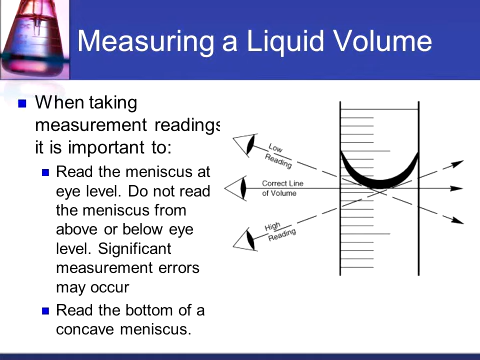 Measuring a Liquid Volume
When taking
measurement readings
it is important to:
Read the meniscus at
eye level. Do not read
the meniscus from
above or below eye
level. Significant
measurement errors
may occur
Read the bottom of a
concave meniscus.
Low
Reading
Correct Line
of Volume
High
Reading